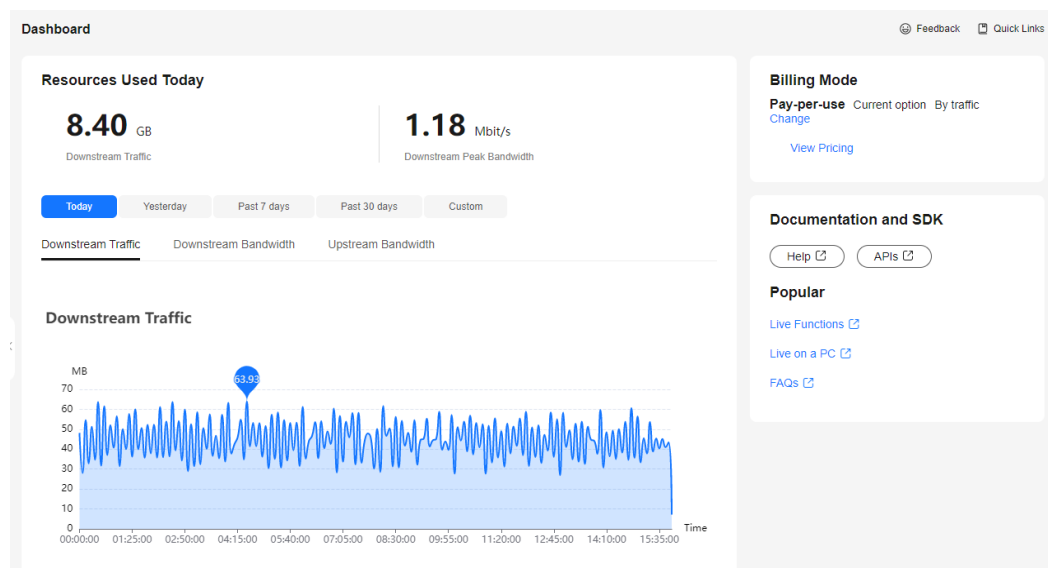 Dashboard
Feedback Quick Links
Resources Used Today
8.40 GB
Downstream Traffic
1.18 Mbit/s
Downstream Peak Bandwidth
Today Yesterday Past 7 days Past 30 days Custom
Downstream Traffic Downstream Bandwidth Upstream Bandwidth
Downstream Traffic
MB
63.93
70
60
50
40
30
20
10
0
Time
00:00:00 01:25:00 02:50:00 04:15:00 05:40:00 07:05:00 08:30:00 09:55:00 11:20:00 12:45:00 14:10:00 15:35:00
Billing Mode
Pay-per-use Current option By traffic
Change
View Pricing
Documentation and SDK
Help APIs
Popular
Live Functions
Live on a PC
FAQs